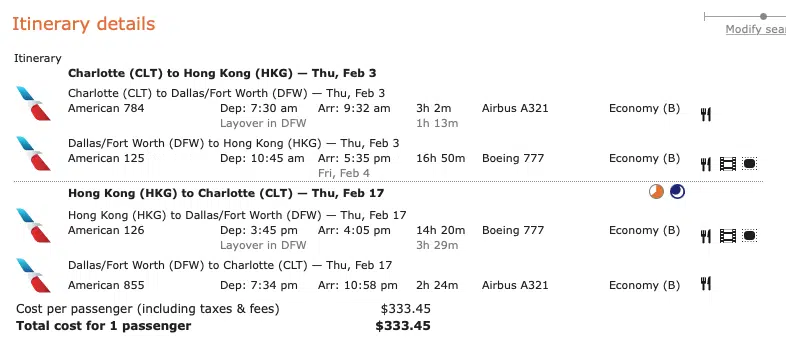 Itinerary details
Modify sear
Itinerary
Charlotte (CLT) to Hong Kong (HKG) — Thu, Feb 3
Charlotte (CLT) to Dallas/Fort Worth (DFW) — Thu, Feb 3
American 784 Dep: 7:30 am Arr: 9:32 am 3h 2m Airbus A321 Economy (B)
Layover in DFW 1h 13m
Dallas/Fort Worth (DFW) to Hong Kong (HKG) — Thu, Feb 3
American 125 Dep: 10:45 am Arr: 5:35 pm 16h 50m Boeing 777 Economy (B)
Fri, Feb 4
Hong Kong (HKG) to Charlotte (CLT) — Thu, Feb 17
Hong Kong (HKG) to Dallas/Fort Worth (DFW) — Thu, Feb 17
American 126 Dep: 3:45 pm Arr: 4:05 pm 14h 20m Boeing 777 Economy (B)
Layover in DFW 3h 29m
Dallas/Fort Worth (DFW) to Charlotte (CLT) — Thu, Feb 17
American 855 Dep: 7:34 pm Arr: 10:58 pm 2h 24m Airbus A321 Economy (B)
Cost per passenger (including taxes & fees) $333.45
Total cost for 1 passenger $333.45